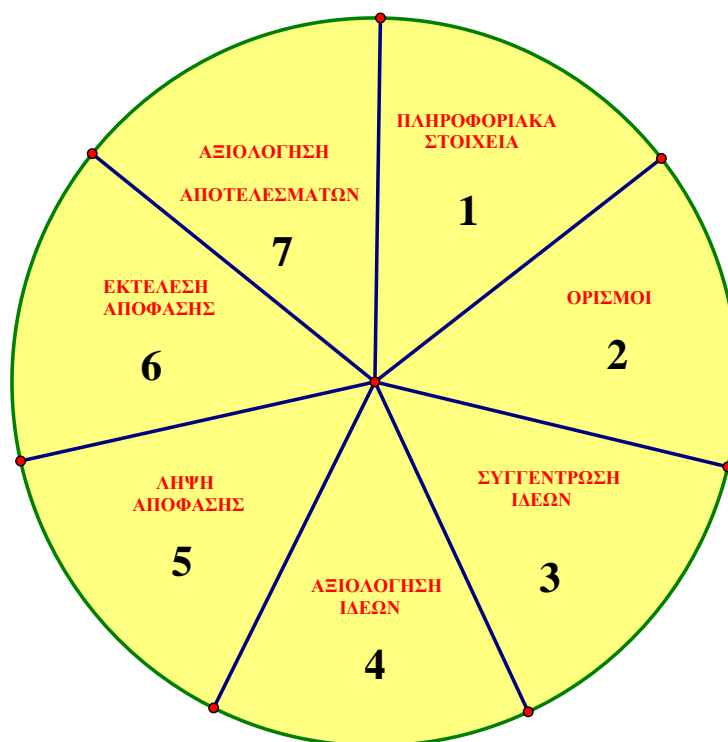 ΠΛΗΡΟΦΟΡΙΑΚΑ
ΣΤΟΙΧΕΙΑ
1
ΟΡΙΣΜΟΙ
2
ΣΥΓΓΕΝΤΡΩΣΗ
ΙΔΕΩΝ
3
ΑΞΙΟΛΟΓΗΣΗ
ΙΔΕΩΝ
4
ΛΗΨΗ
ΑΠΟΦΑΣΗΣ
5
ΕΚΤΕΛΕΣΗ
ΑΠΟΦΑΣΗΣ
6
ΑΞΙΟΛΟΓΗΣΗ
ΑΠΟΤΕΛΕΣΜΑΤΩΝ
7